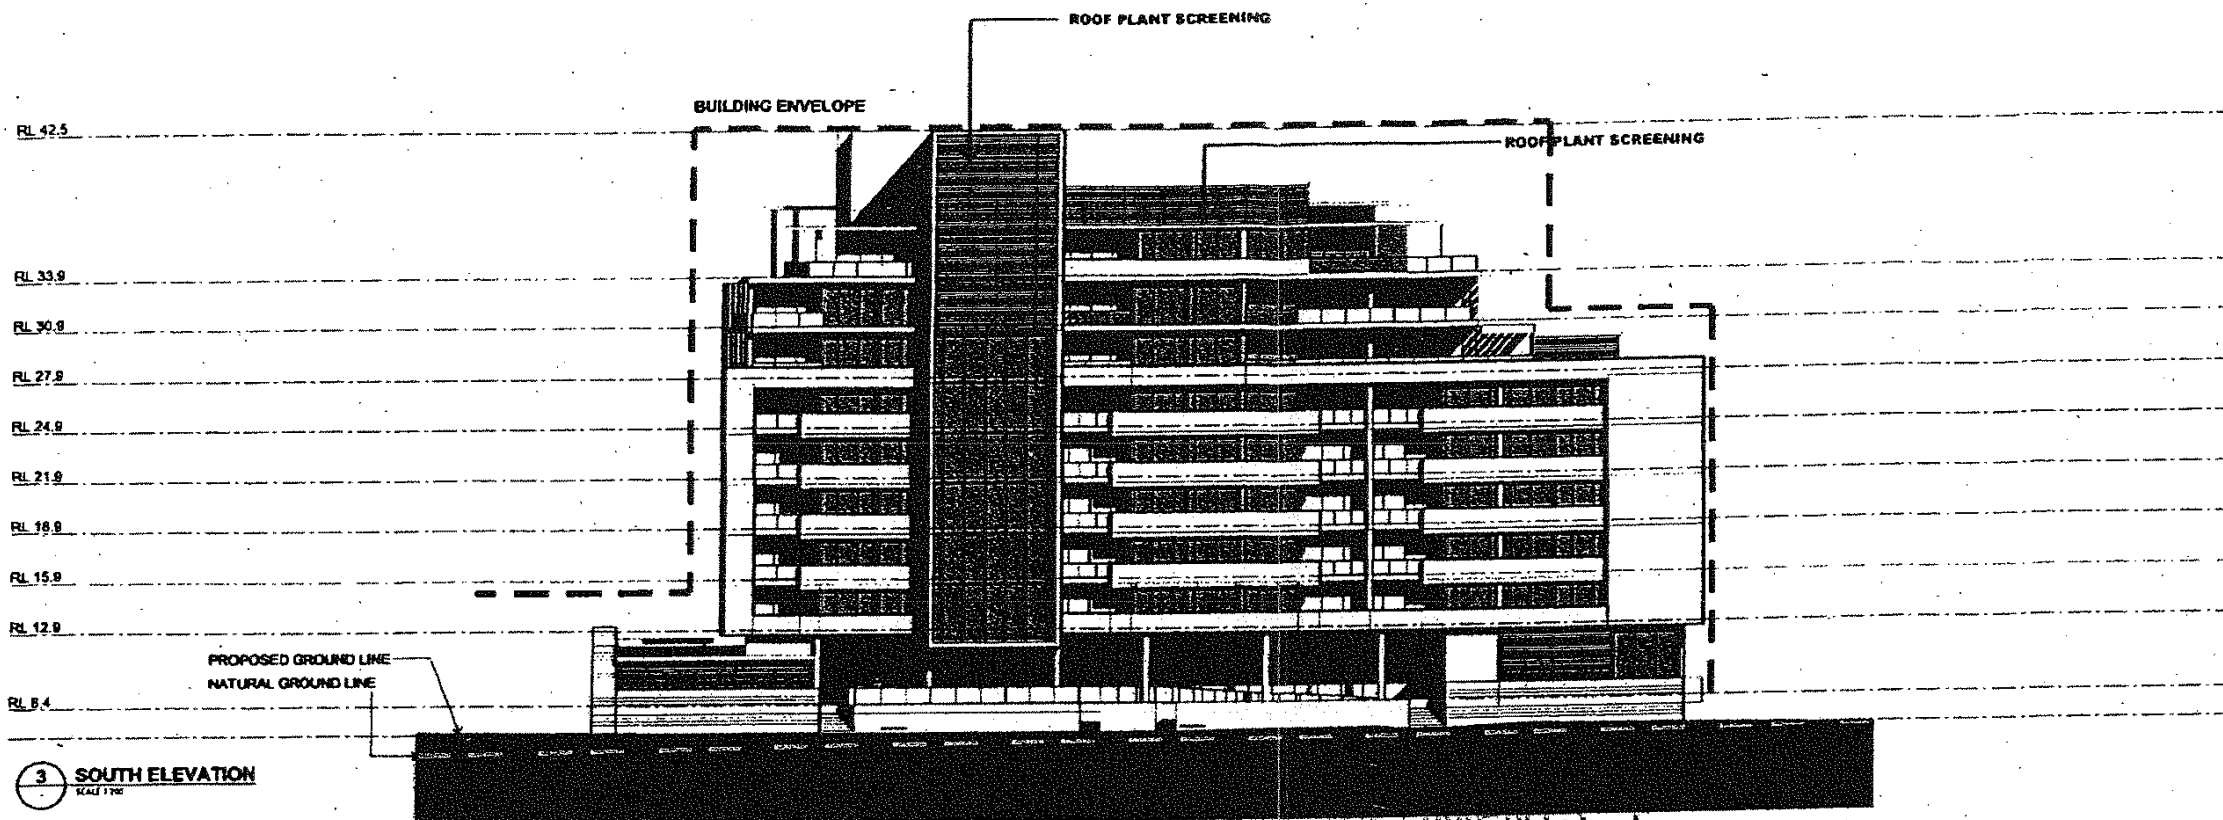 ROOF PLANT SCREENING
BUILDING ENVELOPE
RL 42.5
ROOF PLANT SCREENING
RL 33.9
RL 30.9
RL 27.9
RL 24.9
RL 21.9
RL 18.9
RL 15.9
RL 12.9
PROPOSED GROUND LINE
NATURAL GROUND LINE
RL 8.4
3 SOUTH ELEVATION